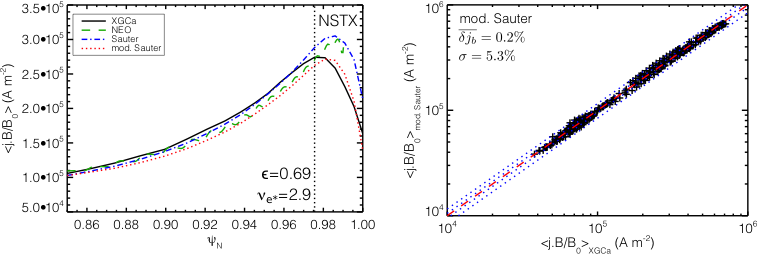 NSTX
XGCa
NEO
Sauter
mod. Sauter
3.5•10⁵
3.0•10⁵
2.5•10⁵
2.0•10⁵
1.5•10⁵
1.0•10⁵
5.0•10⁴
<j.B/B₀> (A m⁻²)
ϵ=0.69
νₑ*=2.9
0.86 0.88 0.90 0.92 0.94 0.96 0.98 1.00
ψ_N
mod. Sauter
\overline{δj_b} = 0.2%
σ = 5.3%
10⁶
10⁵
10⁴
<j.B/B₀>mod. Sauter (A m⁻²)
10⁴ 10⁵ 10⁶
<j.B/B₀>XGCa (A m⁻²)